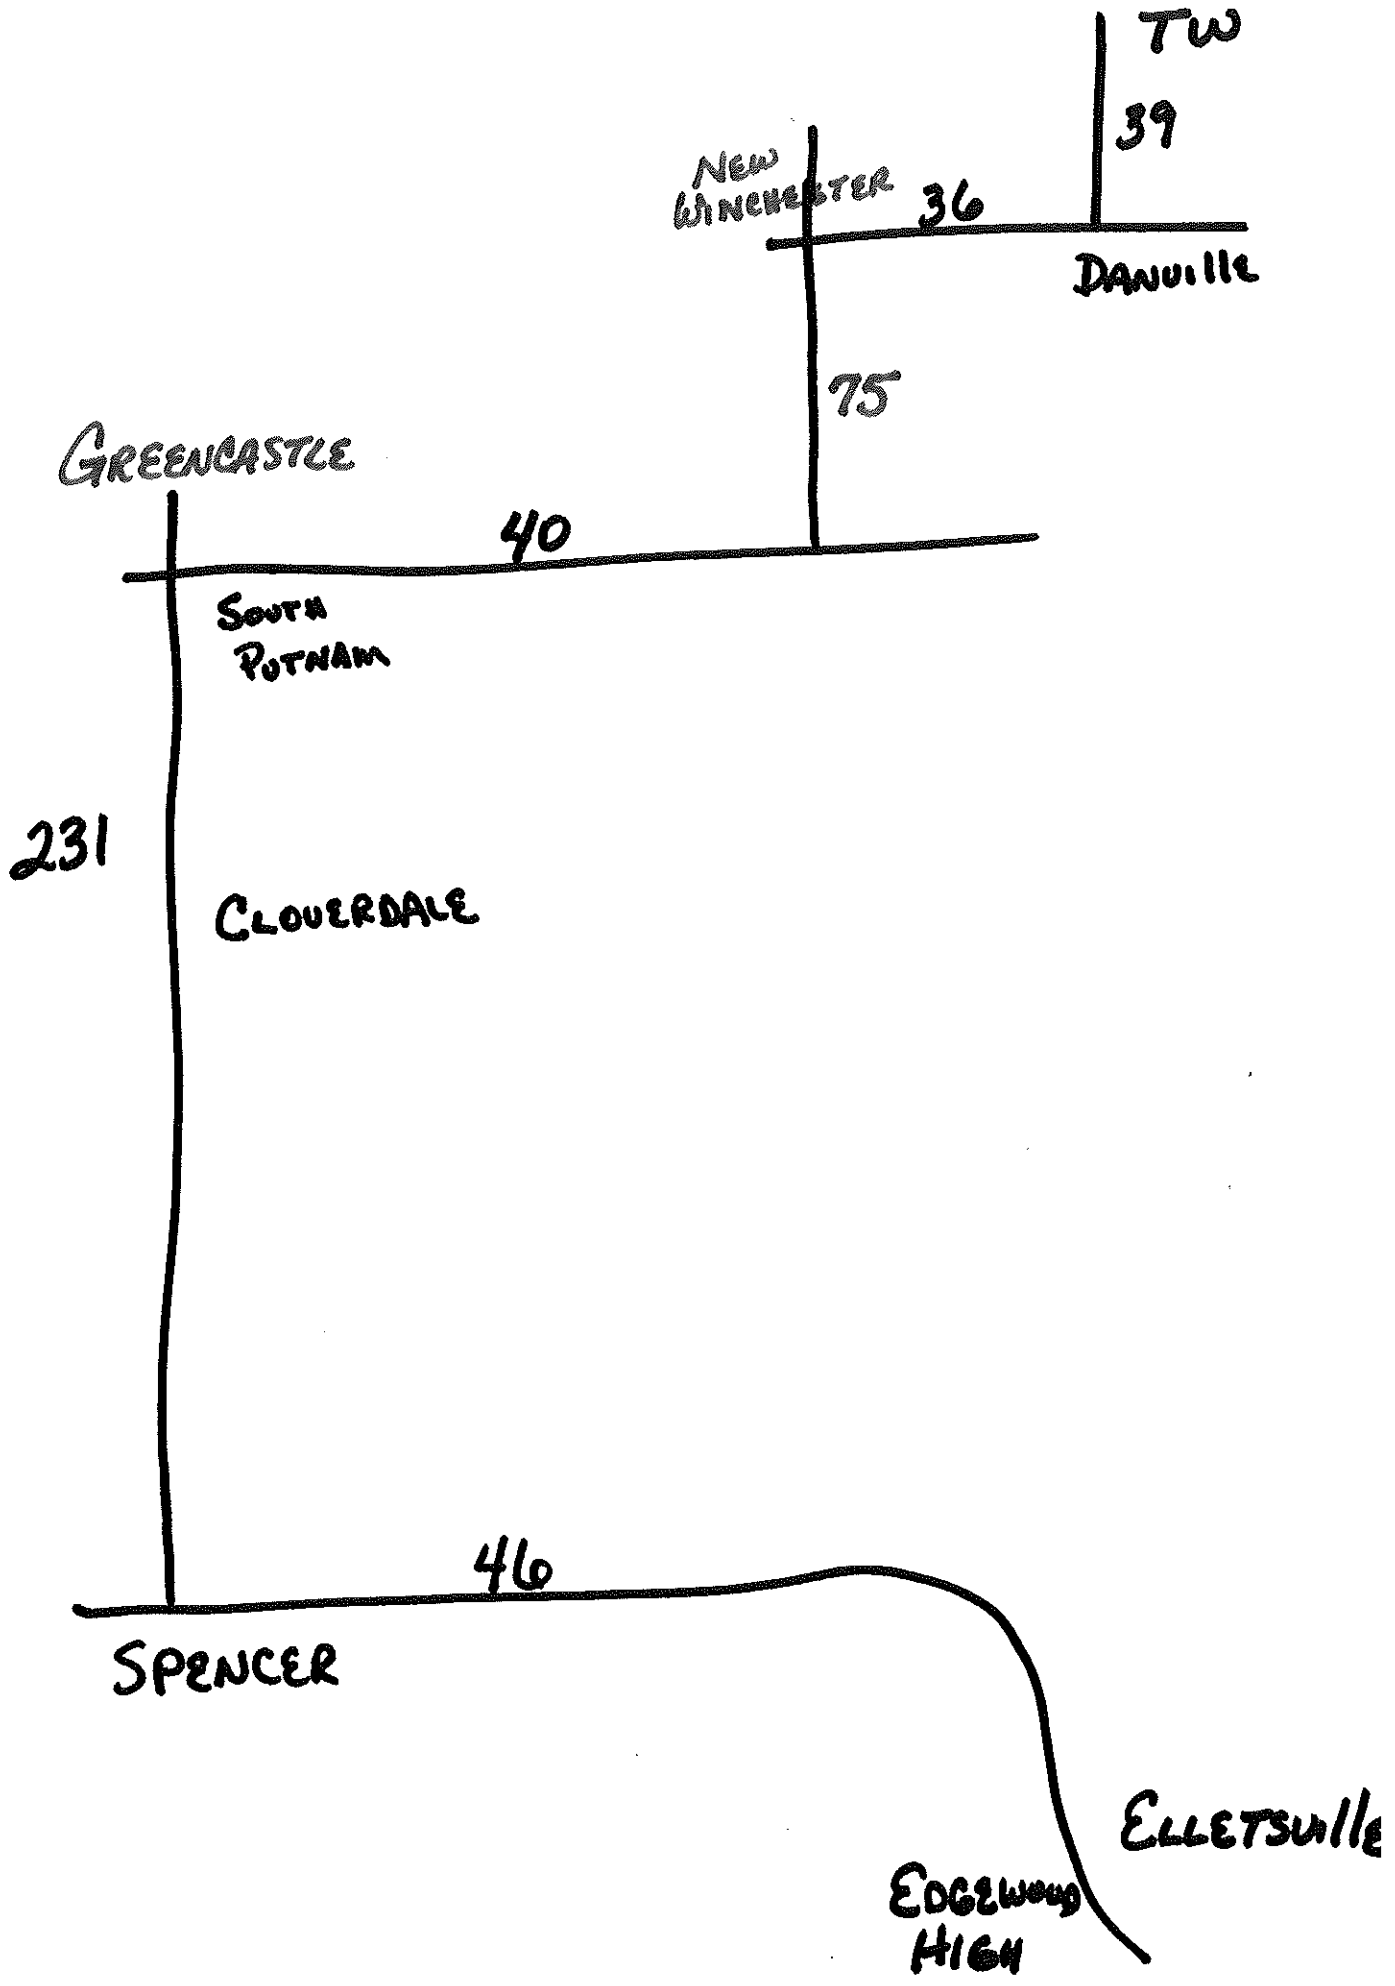 TW
39
NEW
WINCHESTER
36
DANVILLE
75
GREENCASTLE
40
SOUTH
PUTNAM
231
CLOVERDALE
46
SPENCER
ELLETSVILLE
EDGEWOOD
HIGH